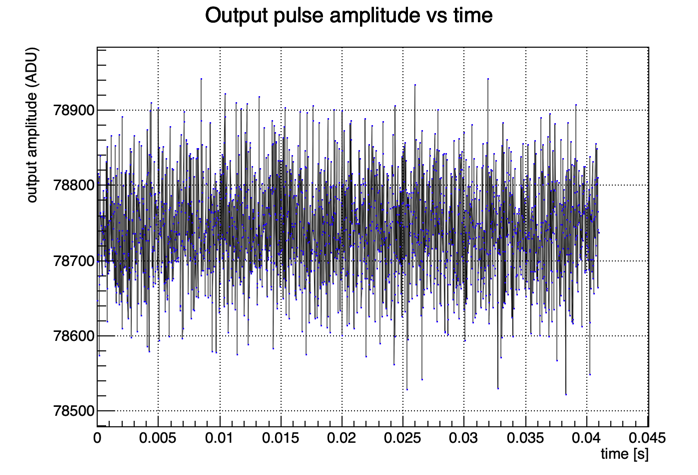 Output pulse amplitude vs time
output amplitude (ADU)
78900
78800
78700
78600
78500
0 0.005 0.01 0.015 0.02 0.025 0.03 0.035 0.04 0.045
time [s]